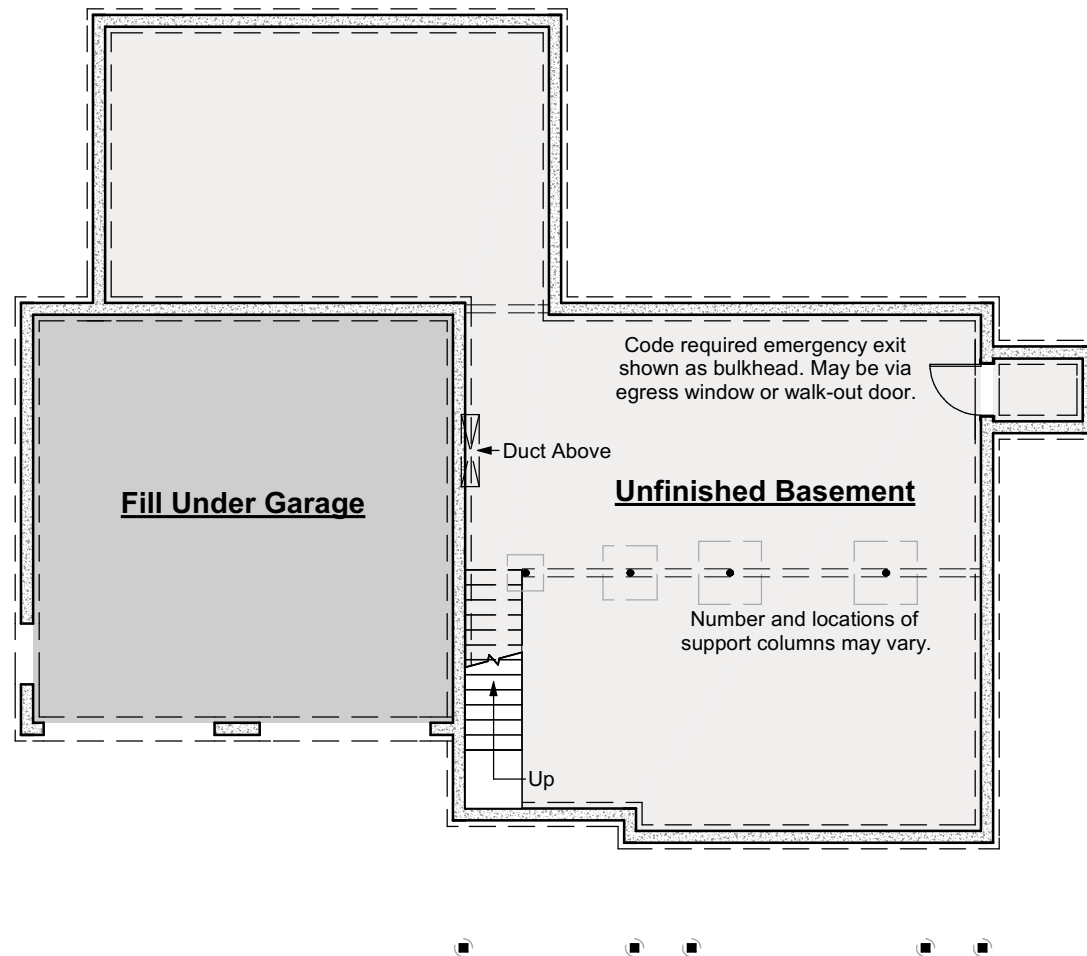 Code required emergency exit
shown as bulkhead. May be via
egress window or walk-out door.
Duct Above
Fill Under Garage
Unfinished Basement
Number and locations of
support columns may vary.
Up